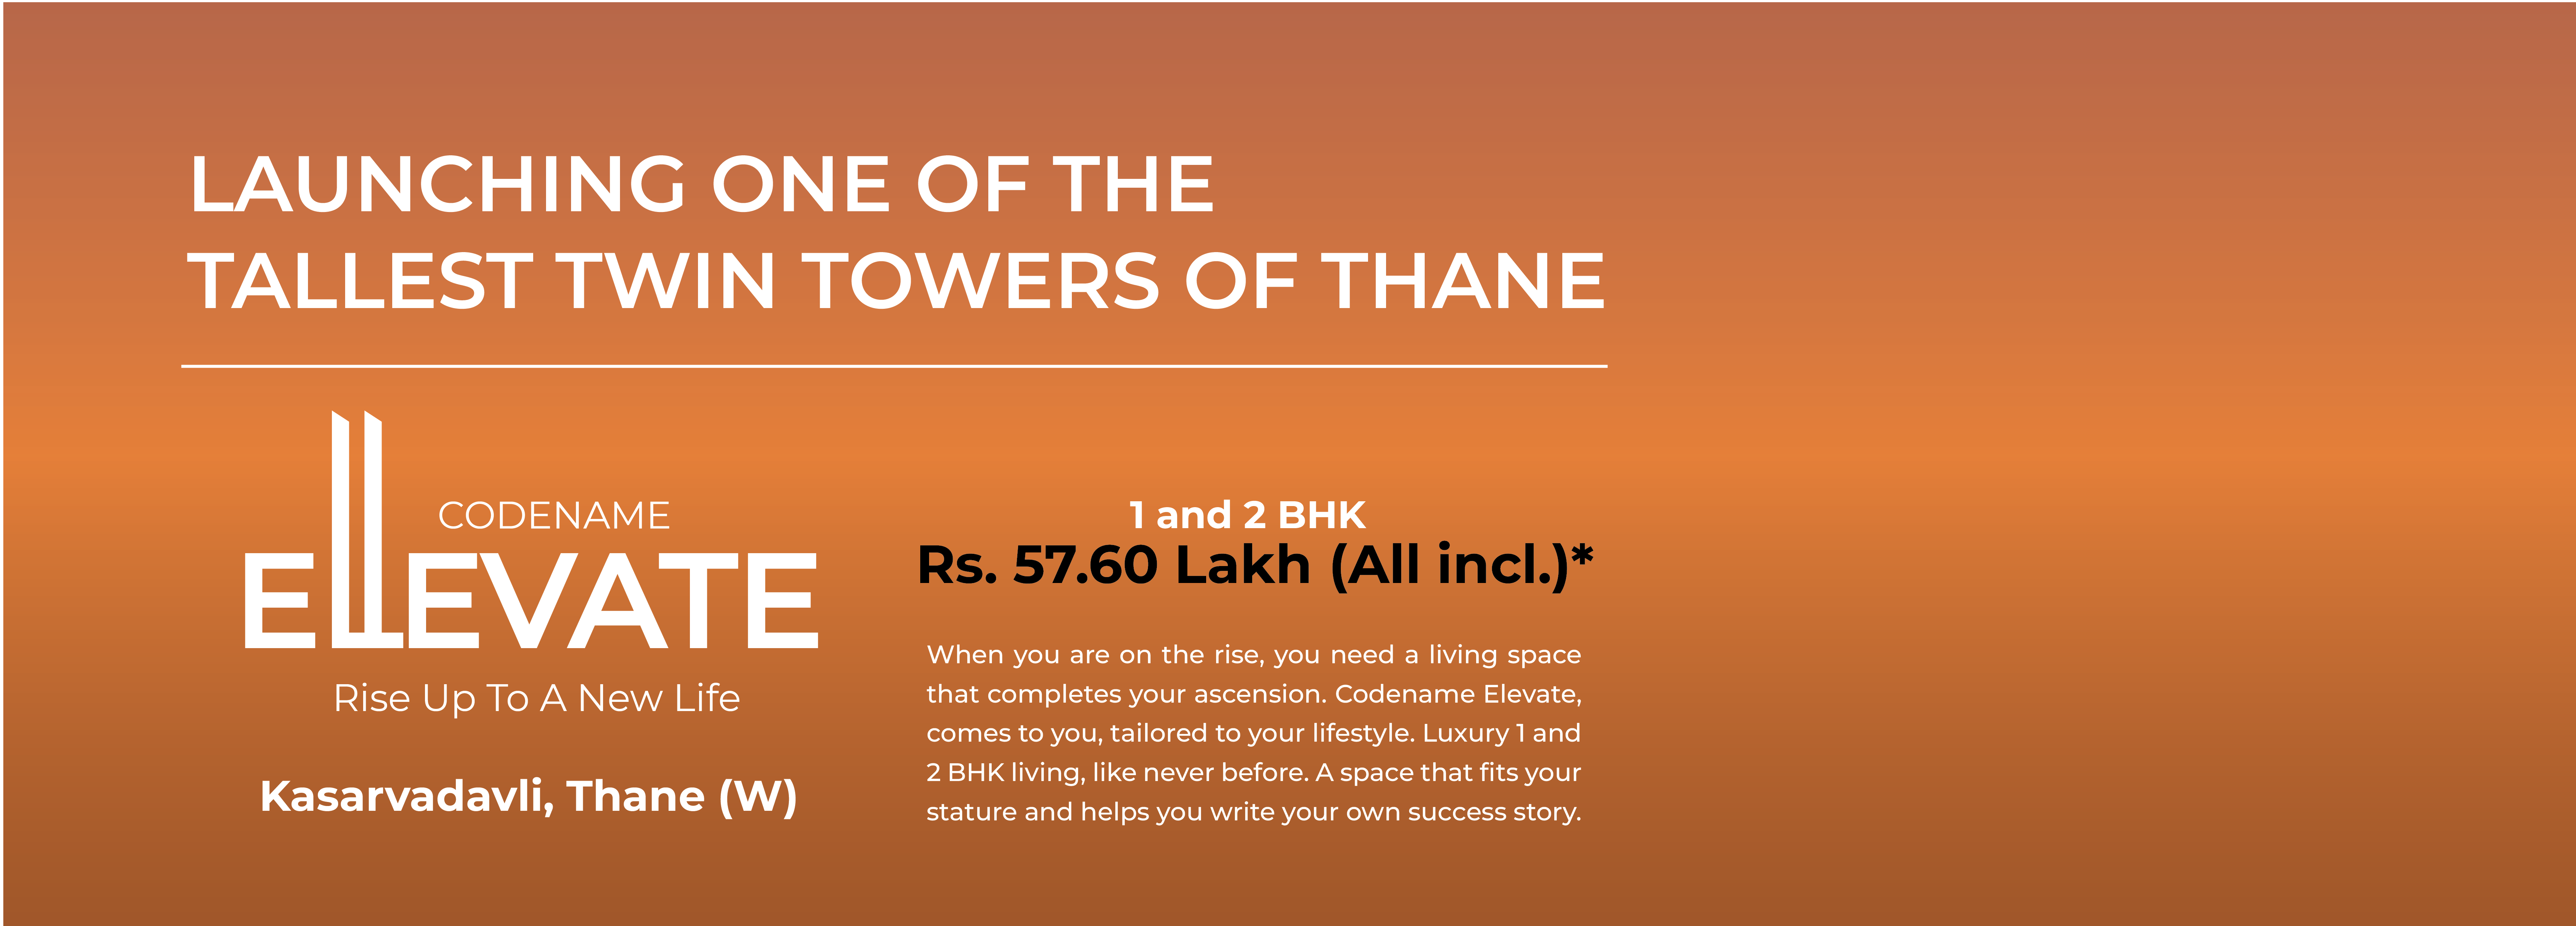 LAUNCHING ONE OF THE
TALLEST TWIN TOWERS OF THANE
CODENAME
ELEVATE
Rise Up To A New Life
Kasarvadavli, Thane (W)
1 and 2 BHK
Rs. 57.60 Lakh (All incl.)*
When you are on the rise, you need a living space
that completes your ascension. Codename Elevate,
comes to you, tailored to your lifestyle. Luxury 1 and
2 BHK living, like never before. A space that fits your
stature and helps you write your own success story.